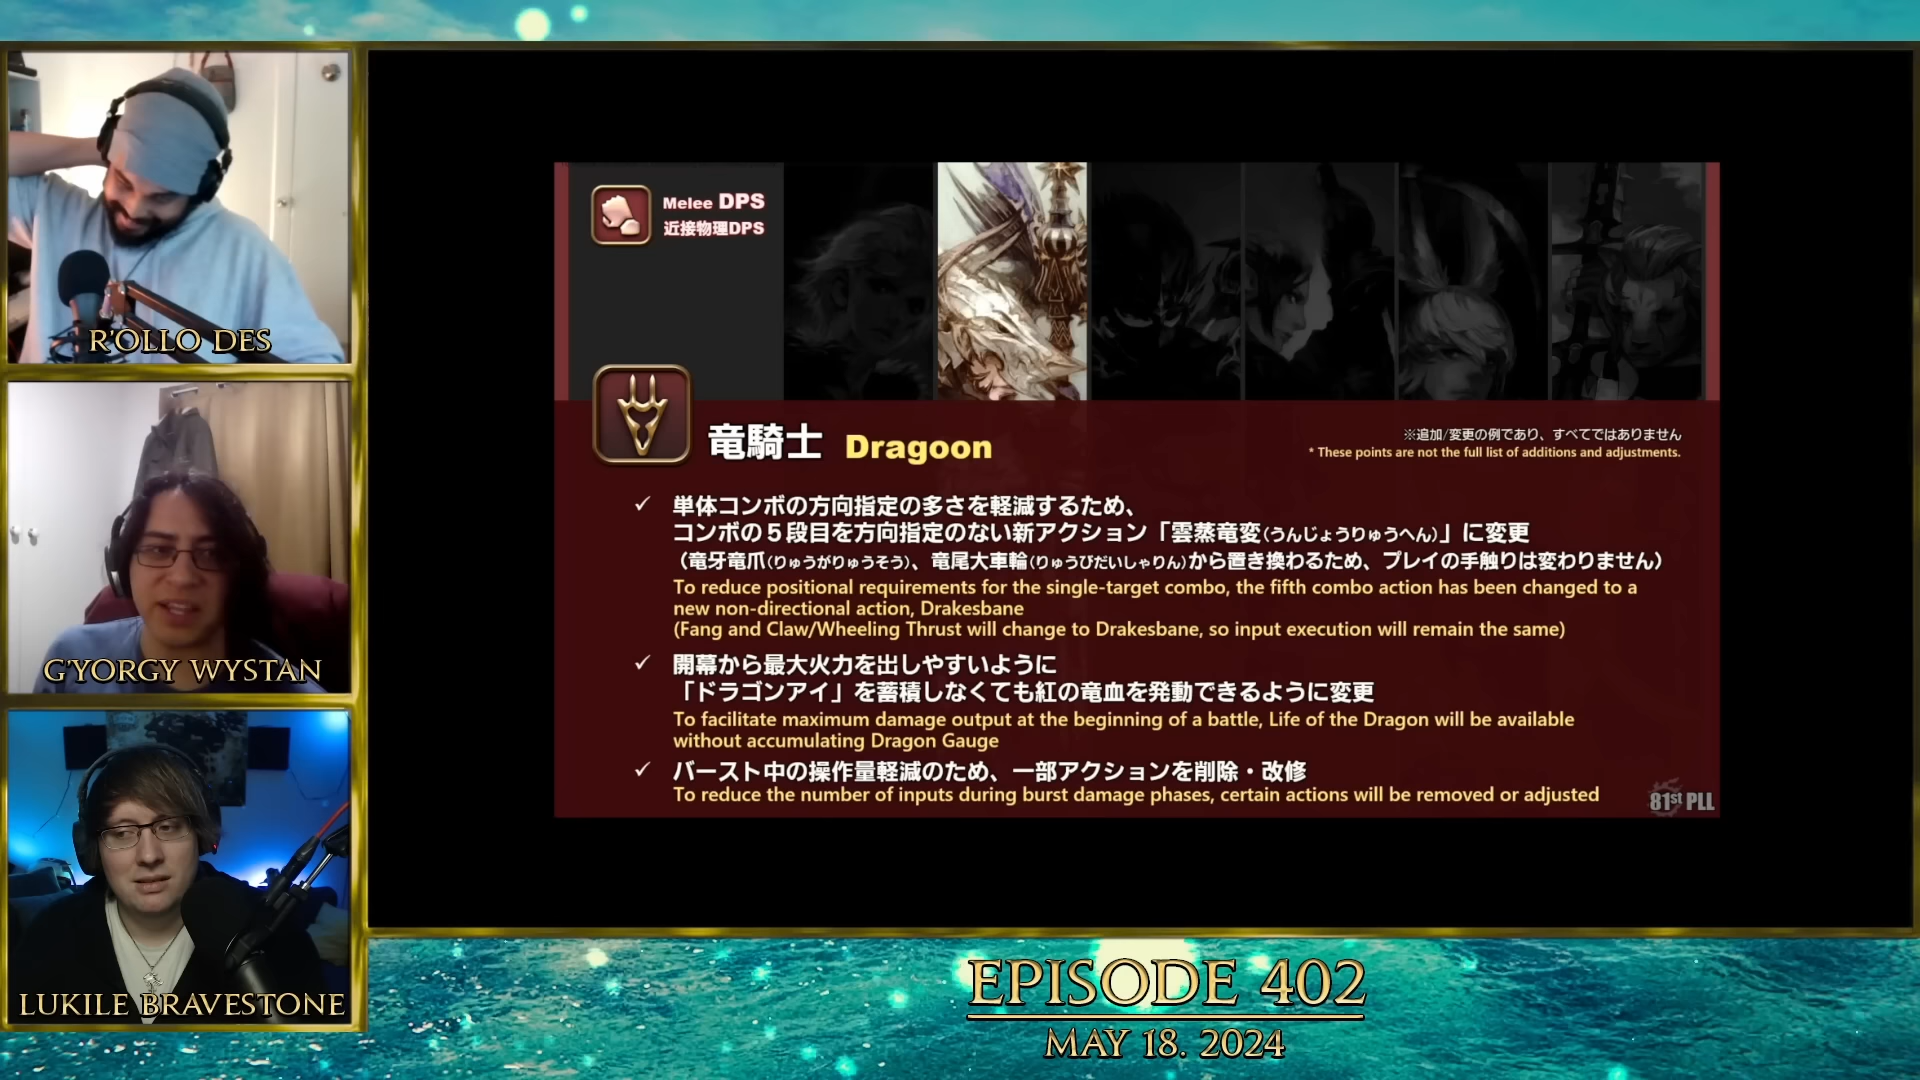 R'OLLO DES
G'YORGY WYSTAN
LUKILE BRAVESTONE
Melee DPS
近接物理DPS
竜騎士 Dragoon
※追加/変更の例であり、すべてではありません
* These points are not the full list of additions and adjustments.
✓ 単体コンボの方向指定の多さを軽減するため、
コンボの5段目を方向指定のない新アクション「雲蒸竜変(うんじょうりゅうへん)」に変更
(竜牙竜爪(りゅうがりゅうそう)、竜尾大車輪(りゅうびだいしゃりん)から置き換わるため、プレイの手触りは変わりません)
To reduce positional requirements for the single-target combo, the fifth combo action has been changed to a
new non-directional action, Drakesbane
(Fang and Claw/Wheeling Thrust will change to Drakesbane, so input execution will remain the same)
✓ 開幕から最大火力を出しやすいように
「ドラゴンアイ」を蓄積しなくても紅の竜血を発動できるように変更
To facilitate maximum damage output at the beginning of a battle, Life of the Dragon will be available
without accumulating Dragon Gauge
✓ バースト中の操作量軽減のため、一部アクションを削除・改修
To reduce the number of inputs during burst damage phases, certain actions will be removed or adjusted
81st PLL
EPISODE 402
MAY 18. 2024